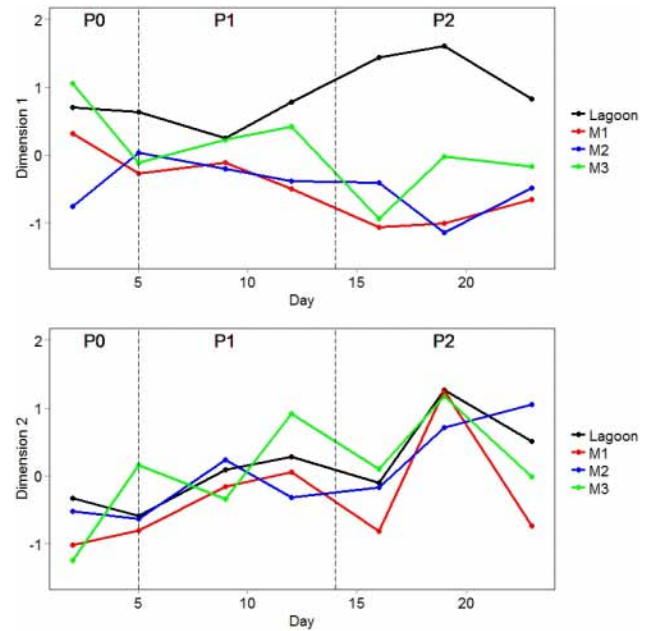 P0 P1 P2
2
1
0
-1
Dimension 1
5 10 15 20
Day
Lagoon
M1
M2
M3
P0 P1 P2
2
1
0
-1
Dimension 2
5 10 15 20
Day
Lagoon
M1
M2
M3